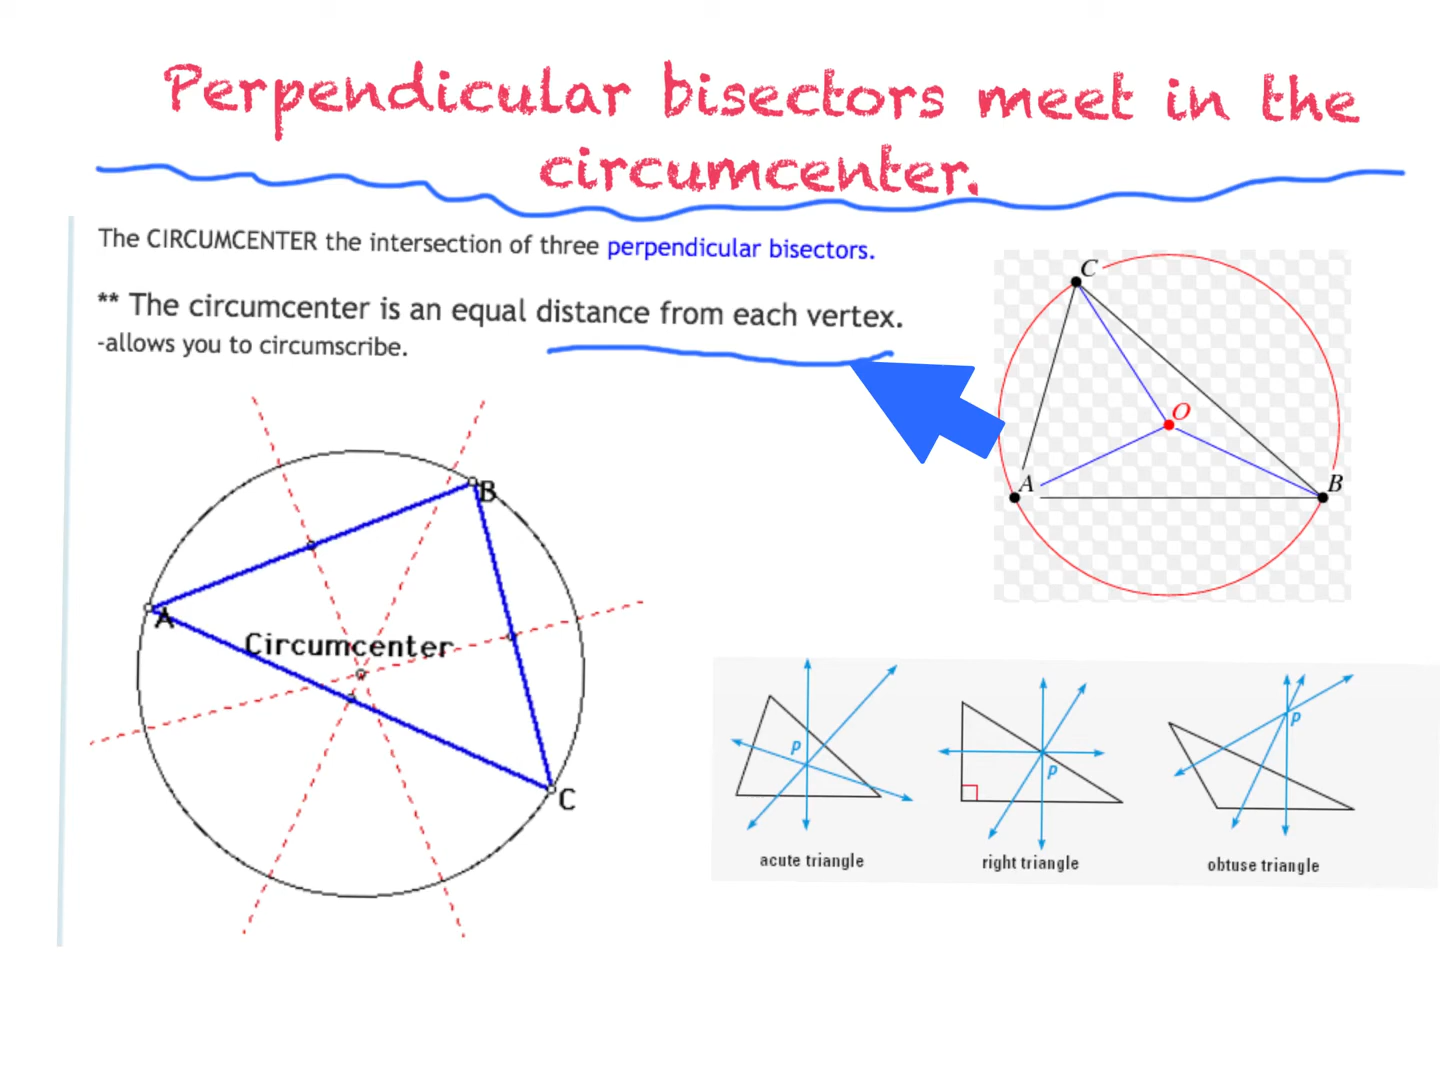 Perpendicular bisectors meet in the
circumcenter.
The CIRCUMCENTER the intersection of three perpendicular bisectors.
** The circumcenter is an equal distance from each vertex.
-allows you to circumscribe.
C
O
A
B
B
A
Circumcenter
C
P
P
P
acute triangle
right triangle
obtuse triangle